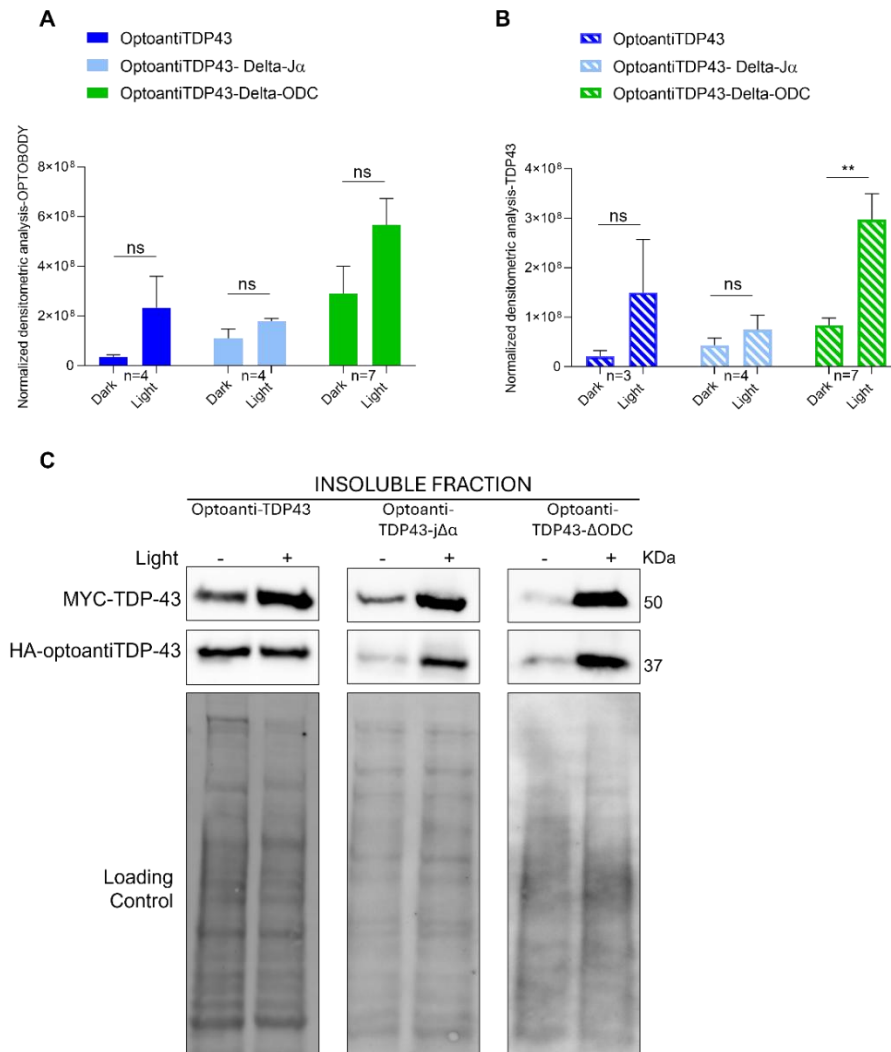 A
OptoantiTDP43
OptoantiTDP43- Delta-Jα
OptoantiTDP43-Delta-ODC
Normalized densitometric analysis-OPTOBODY
8×10⁸
6×10⁸
4×10⁸
2×10⁸
0
ns
ns
ns
Dark
Light
n=4
Dark
Light
n=4
Dark
Light
n=7
B
OptoantiTDP43
OptoantiTDP43- Delta-Jα
OptoantiTDP43-Delta-ODC
Normalized densitometric analysis-TDP43
4×10⁸
3×10⁸
2×10⁸
1×10⁸
0
ns
ns
**
Dark
Light
n=3
Dark
Light
n=4
Dark
Light
n=7
C
INSOLUBLE FRACTION
Optoanti-TDP43
Optoanti-
TDP43-jΔα
Optoanti-
TDP43-ΔODC
Light - + - + - + KDa
MYC-TDP-43 50
HA-optoantiTDP-43 37
Loading
Control